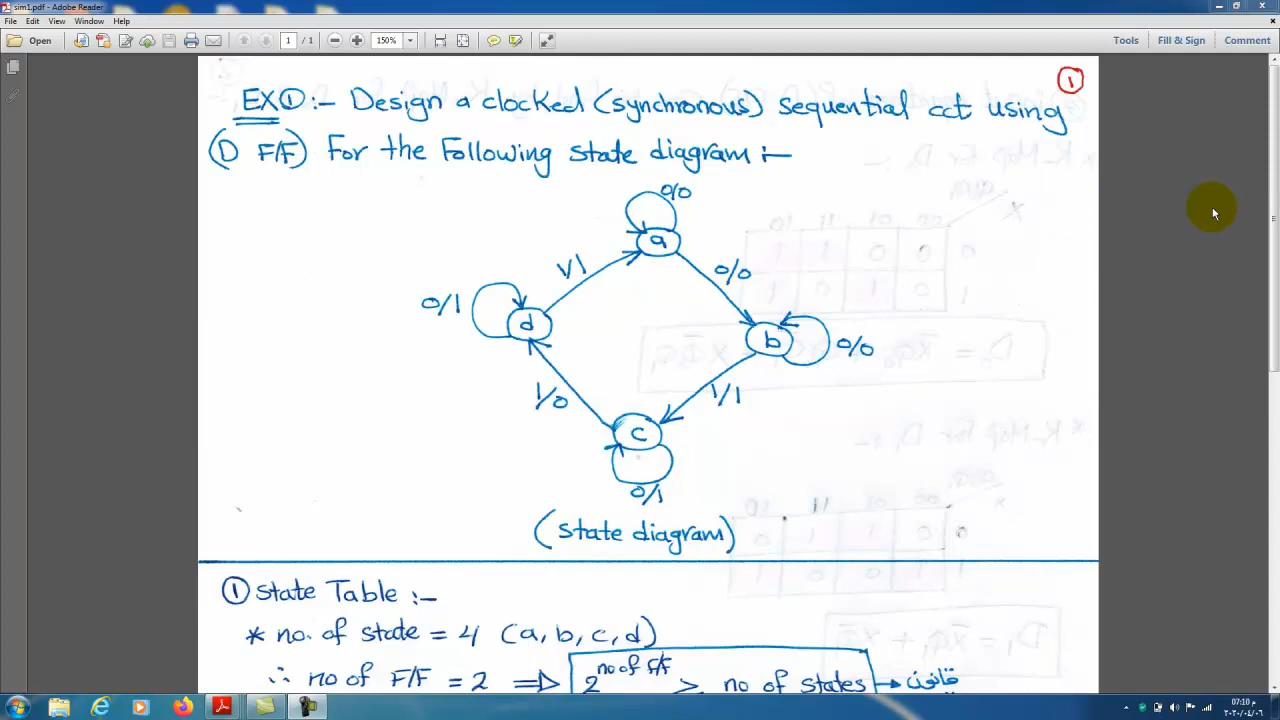 sim1.pdf - Adobe Reader
File Edit View Window Help
Open 1 / 1 150% Tools Fill & Sign Comment
1
EX①:- Design a clocked (synchronous) sequential cct using
(D F/F) For the Following state diagram :-
0/0
a
1/1
0/0
0/1
d
b
0/0
1/0
1/1
c
0/1
(state diagram)
① State Table :-
* no. of state = 4 (a, b, c, d)
∴ no of F/F = 2 ⟹ 2^no of F/F > no of states → قانون
07:10 م
٢٠٢٠/٠٤/٠٦